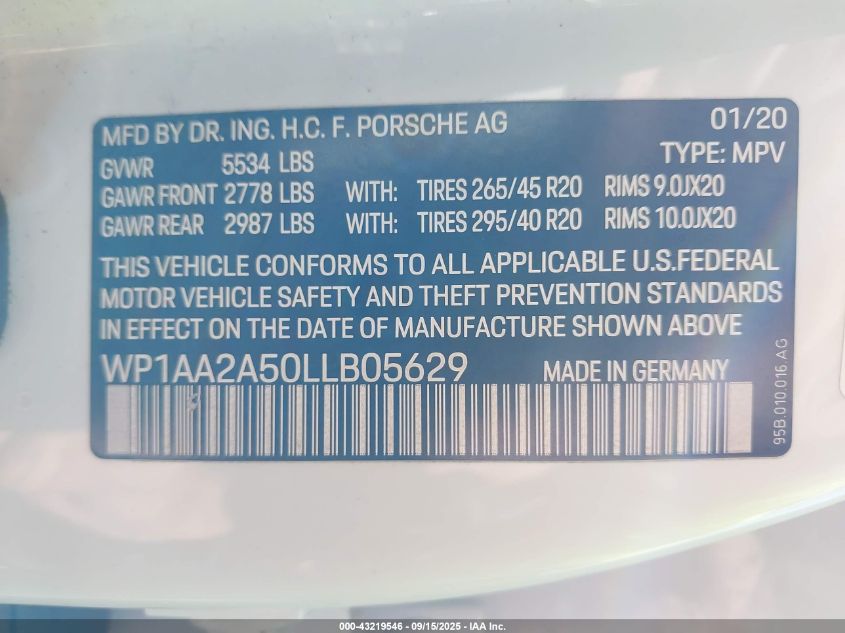 MFD BY DR. ING. H.C. F. PORSCHE AG 01/20
TYPE: MPV
GVWR 5534 LBS
GAWR FRONT 2778 LBS WITH: TIRES 265/45 R20 RIMS 9.0JX20
GAWR REAR 2987 LBS WITH: TIRES 295/40 R20 RIMS 10.0JX20
THIS VEHICLE CONFORMS TO ALL APPLICABLE U.S.FEDERAL
MOTOR VEHICLE SAFETY AND THEFT PREVENTION STANDARDS
IN EFFECT ON THE DATE OF MANUFACTURE SHOWN ABOVE
WP1AA2A50LLB05629 MADE IN GERMANY
95B.010.016.AG
000-43219546 - 09/15/2025 - IAA Inc.